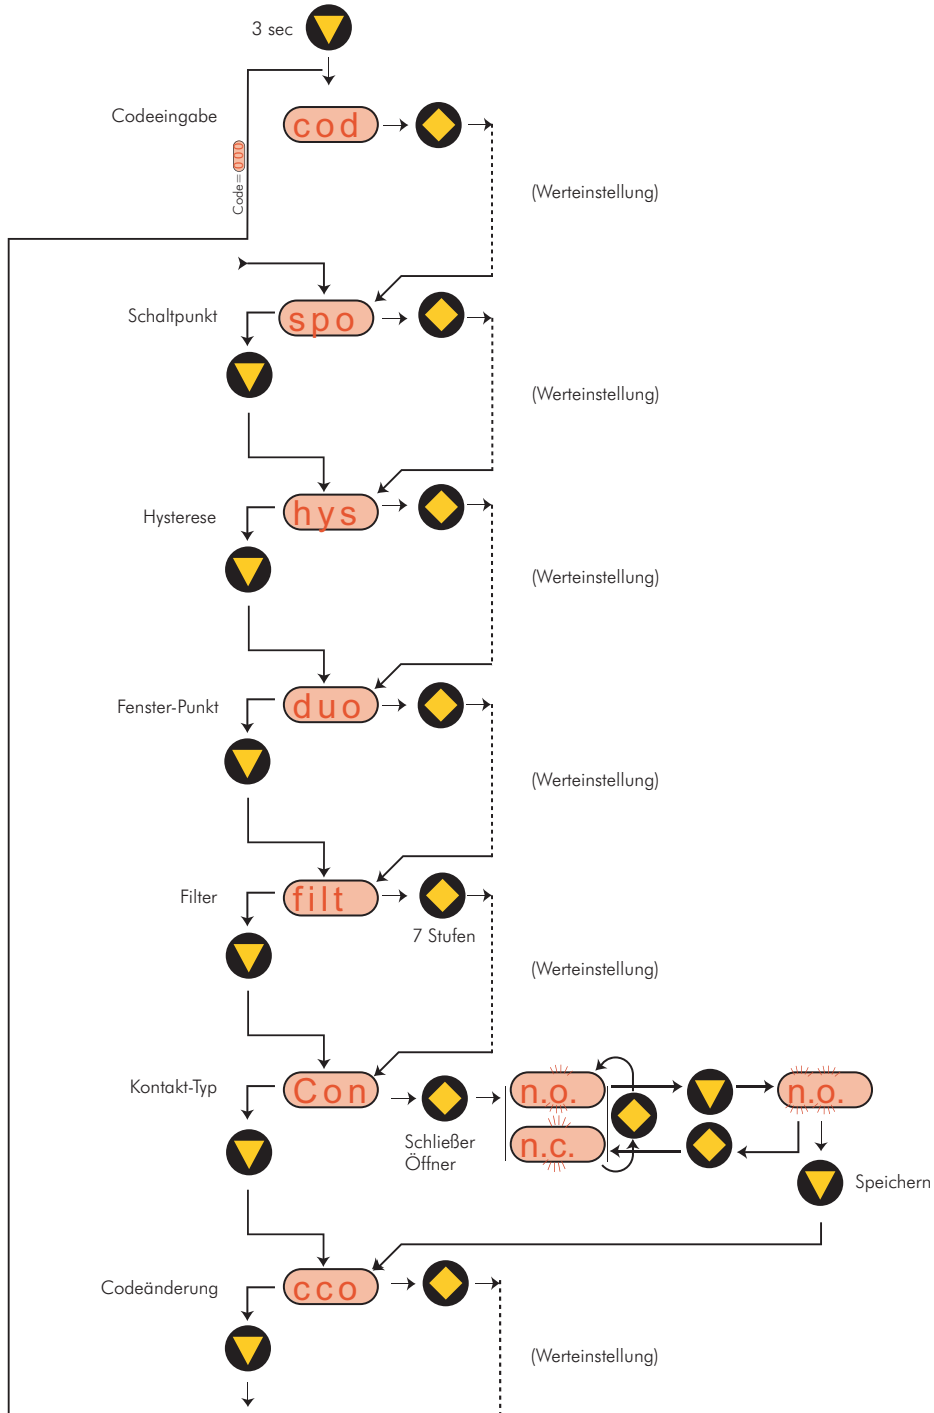 3 sec
Codeeingabe
cod
Code = 000
(Werteinstellung)
Schaltpunkt
spo
(Werteinstellung)
Hysterese
hys
(Werteinstellung)
Fenster-Punkt
duo
(Werteinstellung)
Filter
filt
7 Stufen
(Werteinstellung)
Kontakt-Typ
Con
n.o.
n.o.
n.c.
Schließer
Öffner
Speichern
Codeänderung
cco
(Werteinstellung)